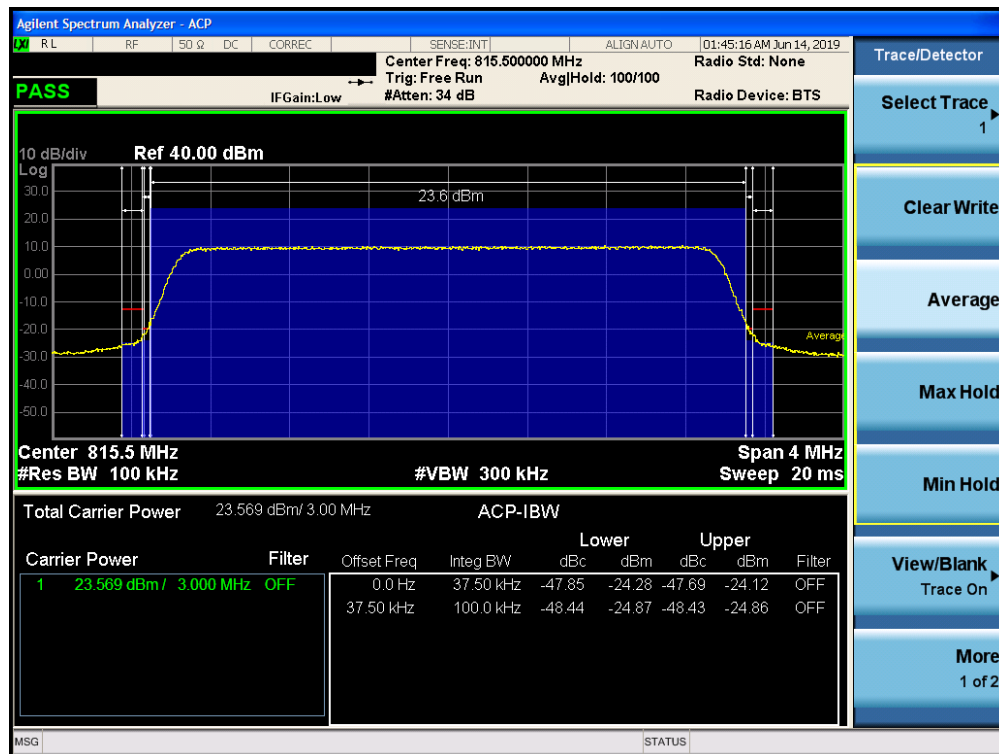 Agilent Spectrum Analyzer - ACP
LXI RL RF 50 Ω DC CORREC SENSE:INT ALIGN AUTO 01:45:16 AM Jun 14, 2019
Center Freq: 815.500000 MHz Radio Std: None
Trig: Free Run Avg|Hold: 100/100
PASS IFGain:Low #Atten: 34 dB Radio Device: BTS
10 dB/div Ref 40.00 dBm
Log
30.0
20.0
10.0
0.00
-10.0
-20.0
-30.0
-40.0
-50.0
23.6 dBm
Average
Center 815.5 MHz Span 4 MHz
#Res BW 100 kHz #VBW 300 kHz Sweep 20 ms
Total Carrier Power 23.569 dBm/ 3.00 MHz ACP-IBW
Lower Upper
Carrier Power Filter Offset Freq Integ BW dBc dBm dBc dBm Filter
1 23.569 dBm / 3.000 MHz OFF 0.0 Hz 37.50 kHz -47.85 -24.28 -47.69 -24.12 OFF
37.50 kHz 100.0 kHz -48.44 -24.87 -48.43 -24.86 OFF
MSG STATUS
Trace/Detector
Select Trace
1
Clear Write
Average
Max Hold
Min Hold
View/Blank
Trace On
More
1 of 2